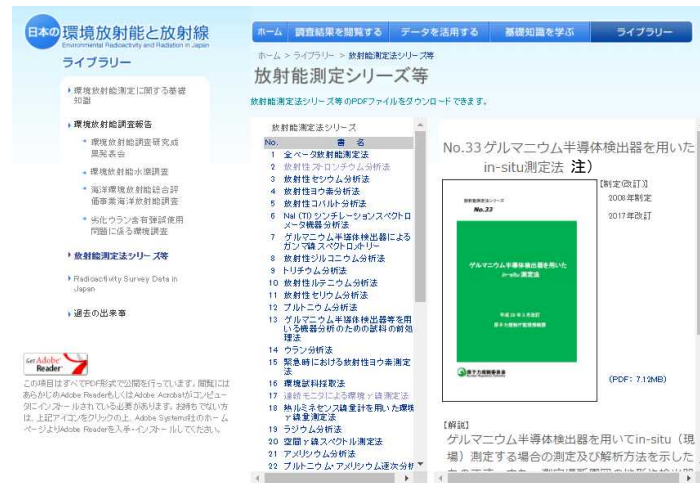 日本の環境放射能と放射線
Environmental Radioactivity and Radiation in Japan
ホーム
調査結果を閲覧する
データを活用する
基礎知識を学ぶ
ライブラリー
ライブラリー
環境放射能測定に関する基礎
知識
環境放射能調査報告
環境放射能調査研究成
果発表会
環境放射能水準調査
海洋環境放射能総合評
価事業海洋放射能調査
劣化ウラン含有弾誤使用
問題に係る環境調査
放射能測定法シリーズ等
Radioactivity Survey Data in
Japan
過去の出来事
Get Adobe
Reader
この項目はすべてPDF形式で公開を行っています。閲覧には
あらかじめAdobe ReaderもしくはAdobe Acrobatがコンピュー
タにインストールされている必要があります。お持ちでない方
は、上記アイコンをクリックの上、Adobe Systems社のホーム
ページよりAdobe Readerを入手・インストールしてください。
ホーム > ライブラリー > 放射能測定法シリーズ等
放射能測定シリーズ等
放射能測定法シリーズ等のPDFファイルをダウンロードできます。
放射能測定法シリーズ
No. 書 名
1 全ベータ放射能測定法
2 放射性ストロンチウム分析法
3 放射性セシウム分析法
4 放射性ヨウ素分析法
5 放射性コバルト分析法
6 NaI (Tl) シンチレーションスペクトロ
メータ機器分析法
7 ゲルマニウム半導体検出器による
ガンマ線スペクトロメトリー
8 放射性ジルコニウム分析法
9 トリチウム分析法
10 放射性ルテニウム分析法
11 放射性セリウム分析法
12 プルトニウム分析法
13 ゲルマニウム半導体検出器等を用
いる機器分析のための試料の前処
理法
14 ウラン分析法
15 緊急時における放射性ヨウ素測定
法
16 環境試料採取法
17 連続モニタによる環境γ線測定法
18 熱ルミネセンス線量計を用いた環境
γ線量測定法
19 ラジウム分析法
20 空間γ線スペクトル測定法
21 アメリシウム分析法
22 プルトニウム・アメリシウム逐次分析
No.33 ゲルマニウム半導体検出器を用いた
in-situ測定法 注)
放射能測定法シリーズ
No.33
ゲルマニウム半導体検出器を用いた
in-situ 測定法
平成 29 年 3 月改訂
原子力規制庁監視情報課
原子力規制委員会
【制定(改訂)】
2008年制定
2017年改訂
(PDF: 7.12MB)
【解説】
ゲルマニウム半導体検出器を用いてin-situ（現
場）測定する場合の測定及び解析方法を示した